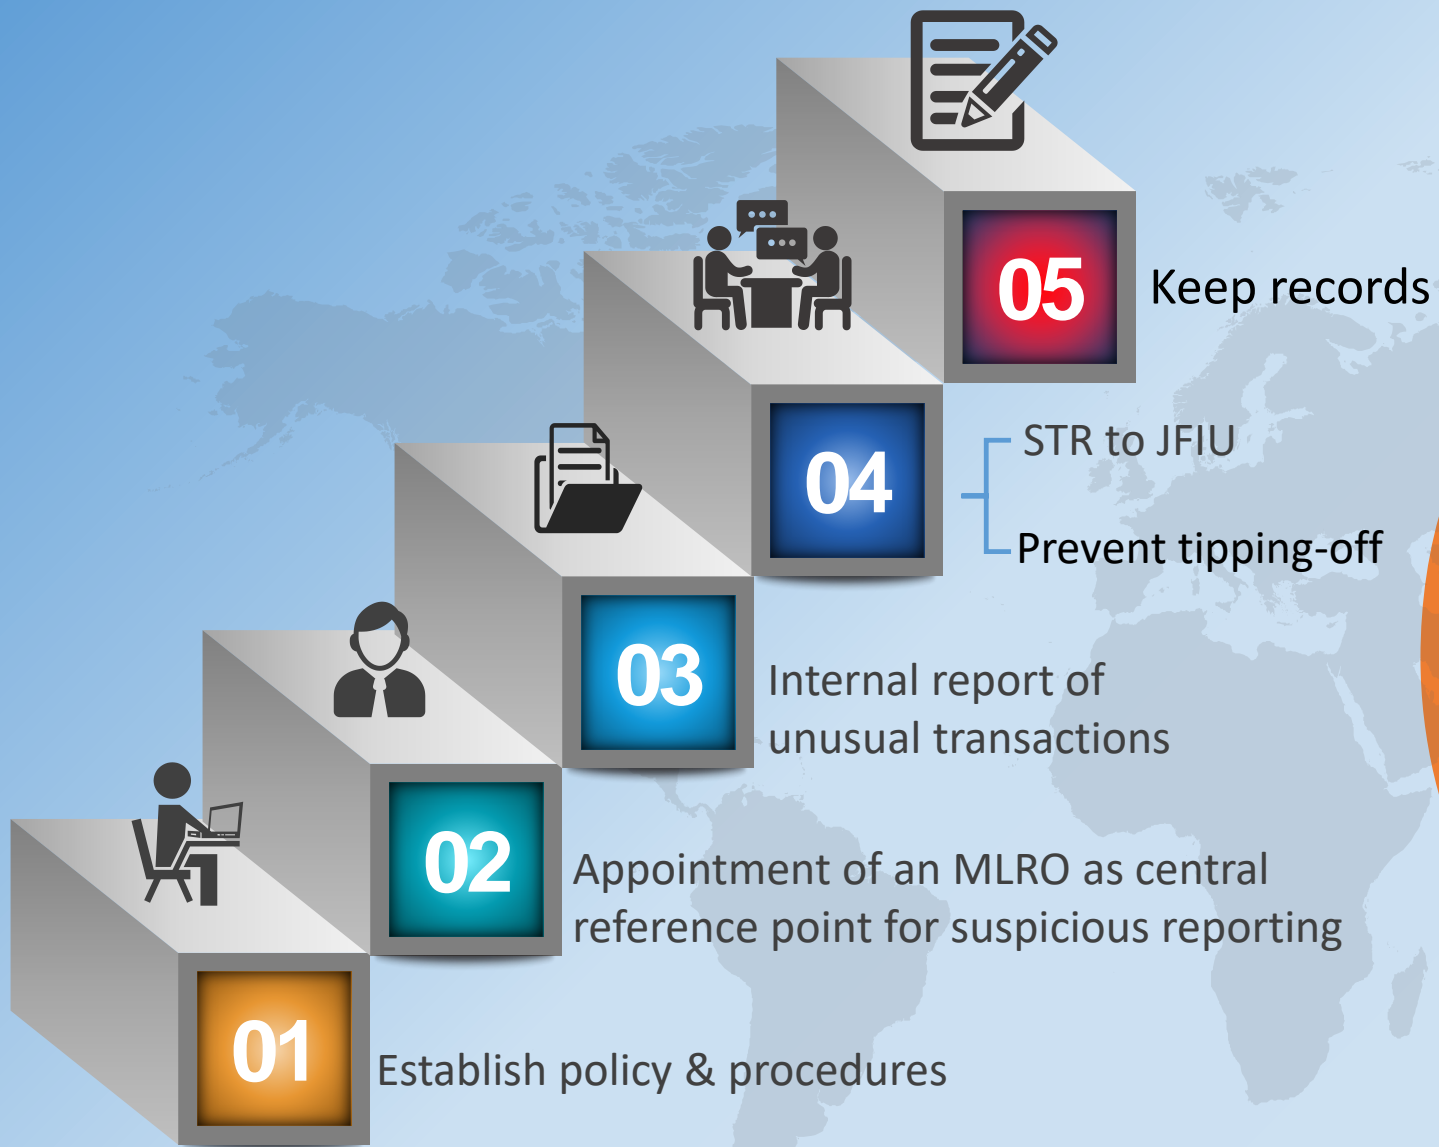 05
Keep records
04
STR to JFIU
Prevent tipping-off
03
Internal report of
unusual transactions
02
Appointment of an MLRO as central
reference point for suspicious reporting
01
Establish policy & procedures